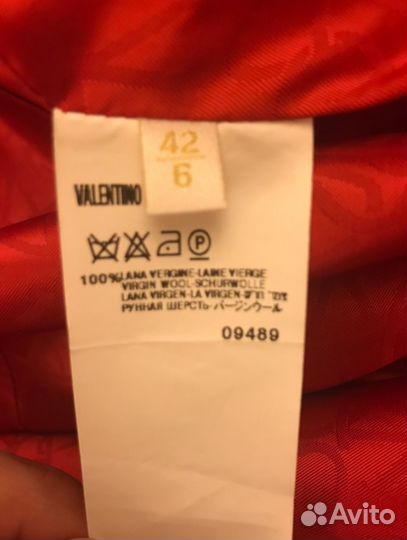 42
6
VALENTINO
100% LANA VERGINE-LAINE VIERGE
VIRGIN WOOL-SCHURWOLLE
LANA VIRGEN-LA VIRGEN-
РУННАЯ ШЕРСТЬ-バージンウール
09489
Avito